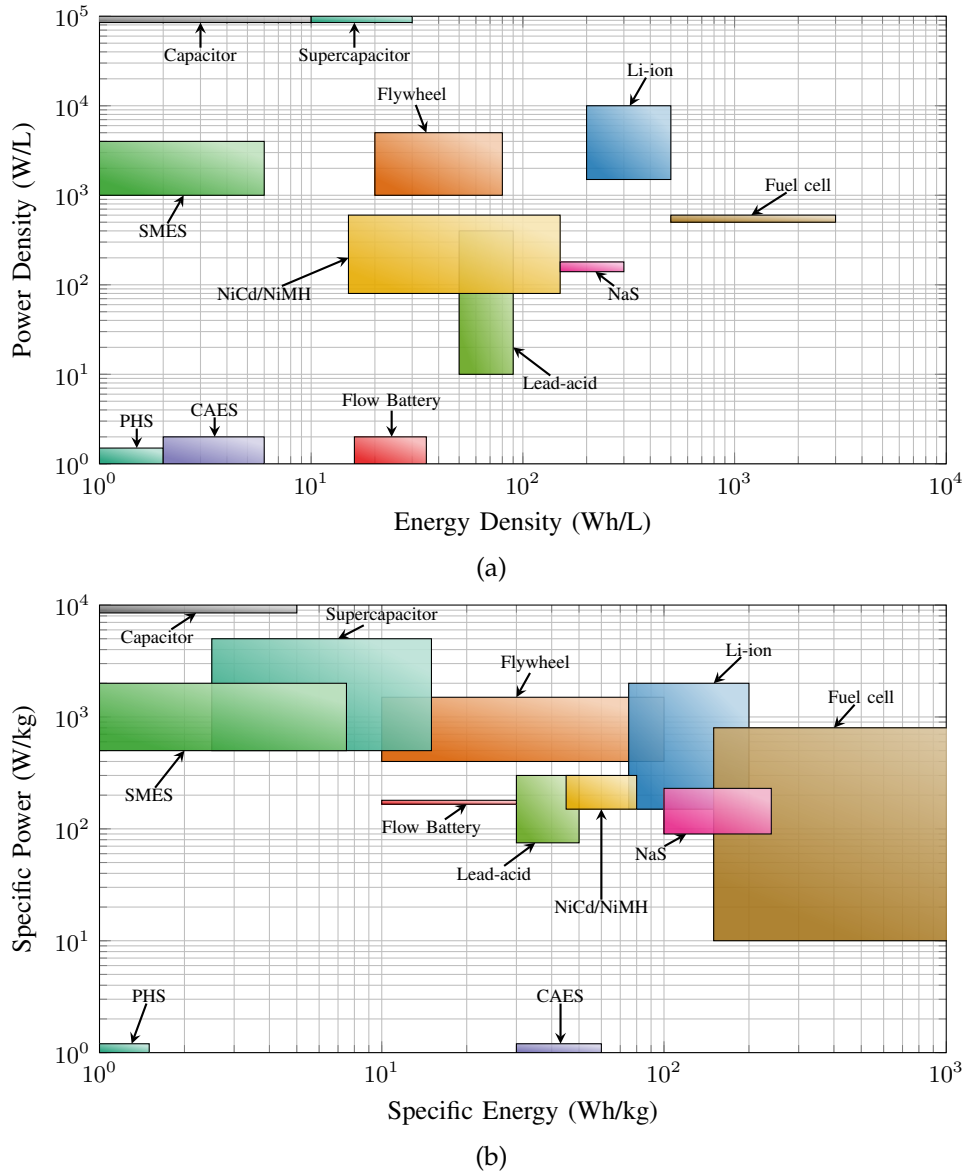 10^5
Capacitor
Supercapacitor
Li-ion
10^4
Flywheel
Power Density (W/L)
10^3
SMES
Fuel cell
10^2
NiCd/NiMH
NaS
10^1
Lead-acid
PHS
CAES
Flow Battery
10^0
10^0 10^1 10^2 10^3 10^4
Energy Density (Wh/L)
(a)
10^4
Capacitor
Supercapacitor
Flywheel
Li-ion
Fuel cell
10^3
Specific Power (W/kg)
SMES
10^2
Flow Battery
Lead-acid
NaS
NiCd/NiMH
10^1
PHS
CAES
10^0
10^0 10^1 10^2 10^3
Specific Energy (Wh/kg)
(b)